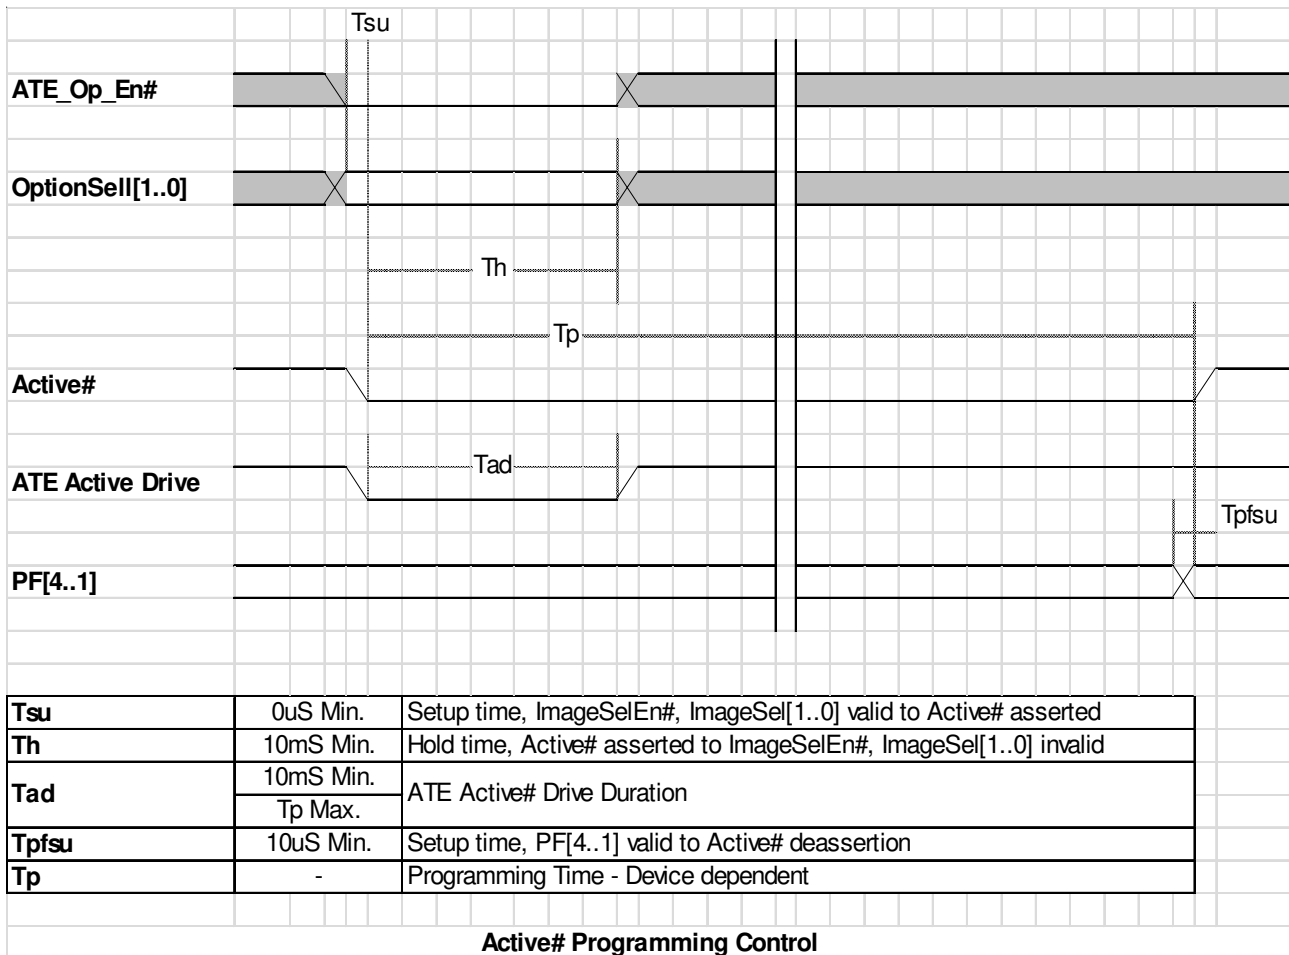 Tsu
ATE_Op_En#
OptionSell[1..0]
Th
Tp
Active#
Tad
ATE Active Drive
Tpfsu
PF[4..1]
Tsu 0uS Min. Setup time, ImageSelEn#, ImageSel[1..0] valid to Active# asserted
Th 10mS Min. Hold time, Active# asserted to ImageSelEn#, ImageSel[1..0] invalid
Tad 10mS Min. ATE Active# Drive Duration
Tp Max.
Tpfsu 10uS Min. Setup time, PF[4..1] valid to Active# deassertion
Tp - Programming Time - Device dependent
Active# Programming Control